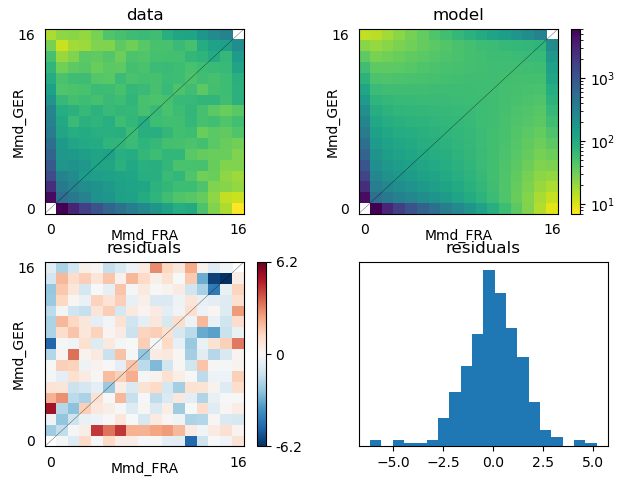 data
model
16
Mmd_GER
0
0
Mmd_FRA
16
16
Mmd_GER
0
0
Mmd_FRA
16
10³
10²
10¹
residuals
residuals
16
Mmd_GER
0
0
Mmd_FRA
16
6.2
0
-6.2
−5.0
−2.5
0.0
2.5
5.0